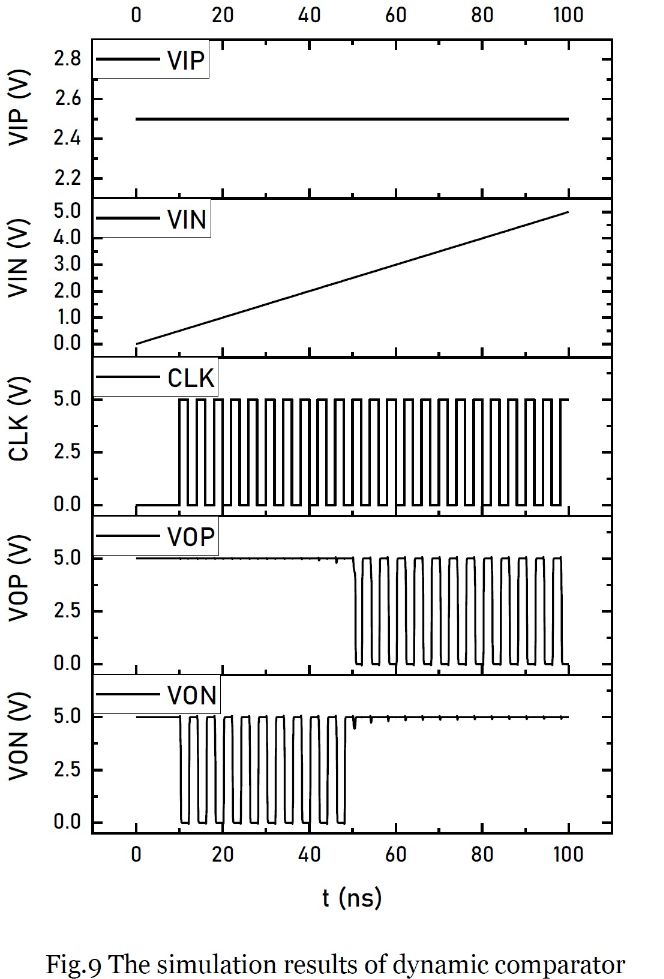 0 20 40 60 80 100
VIP
VIP (V)
2.8
2.6
2.4
2.2
VIN
VIN (V)
5.0
4.0
3.0
2.0
1.0
0.0
CLK
CLK (V)
5.0
2.5
0.0
VOP
VOP (V)
5.0
2.5
0.0
VON
VON (V)
5.0
2.5
0.0
0 20 40 60 80 100
t (ns)
Fig.9 The simulation results of dynamic comparator